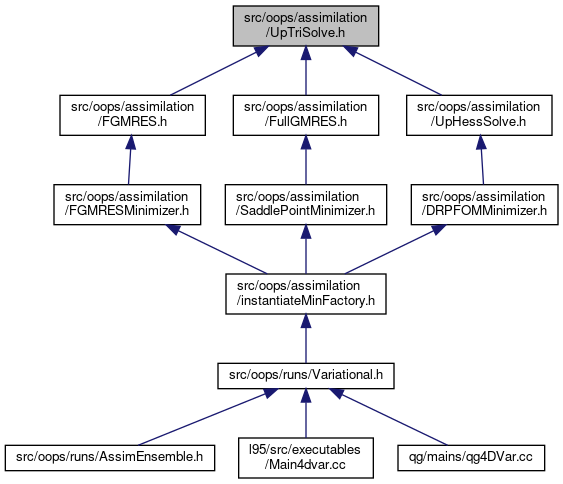 src/oops/assimilation
/UpTriSolve.h
src/oops/assimilation
/FGMRES.h
src/oops/assimilation
/FullGMRES.h
src/oops/assimilation
/UpHessSolve.h
src/oops/assimilation
/FGMRESMinimizer.h
src/oops/assimilation
/SaddlePointMinimizer.h
src/oops/assimilation
/DRPFOMMinimizer.h
src/oops/assimilation
/instantiateMinFactory.h
src/oops/runs/Variational.h
src/oops/runs/AssimEnsemble.h
l95/src/executables
/Main4dvar.cc
qg/mains/qg4DVar.cc